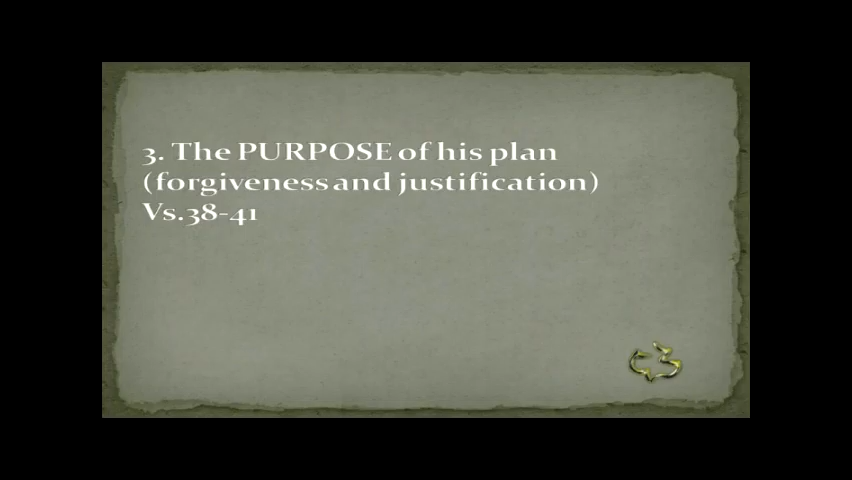 3. The PURPOSE of his plan
(forgiveness and justification)
Vs.38-41